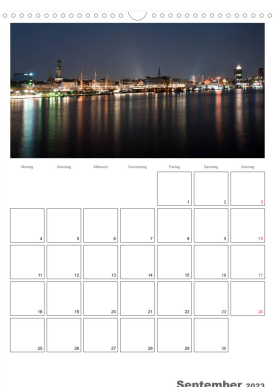 Montag Dienstag Mittwoch Donnerstag Freitag Samstag Sonntag
1 2 3
4 5 6 7 8 9 10
11 12 13 14 15 16 17
18 19 20 21 22 23 24
25 26 27 28 29 30
September 2023